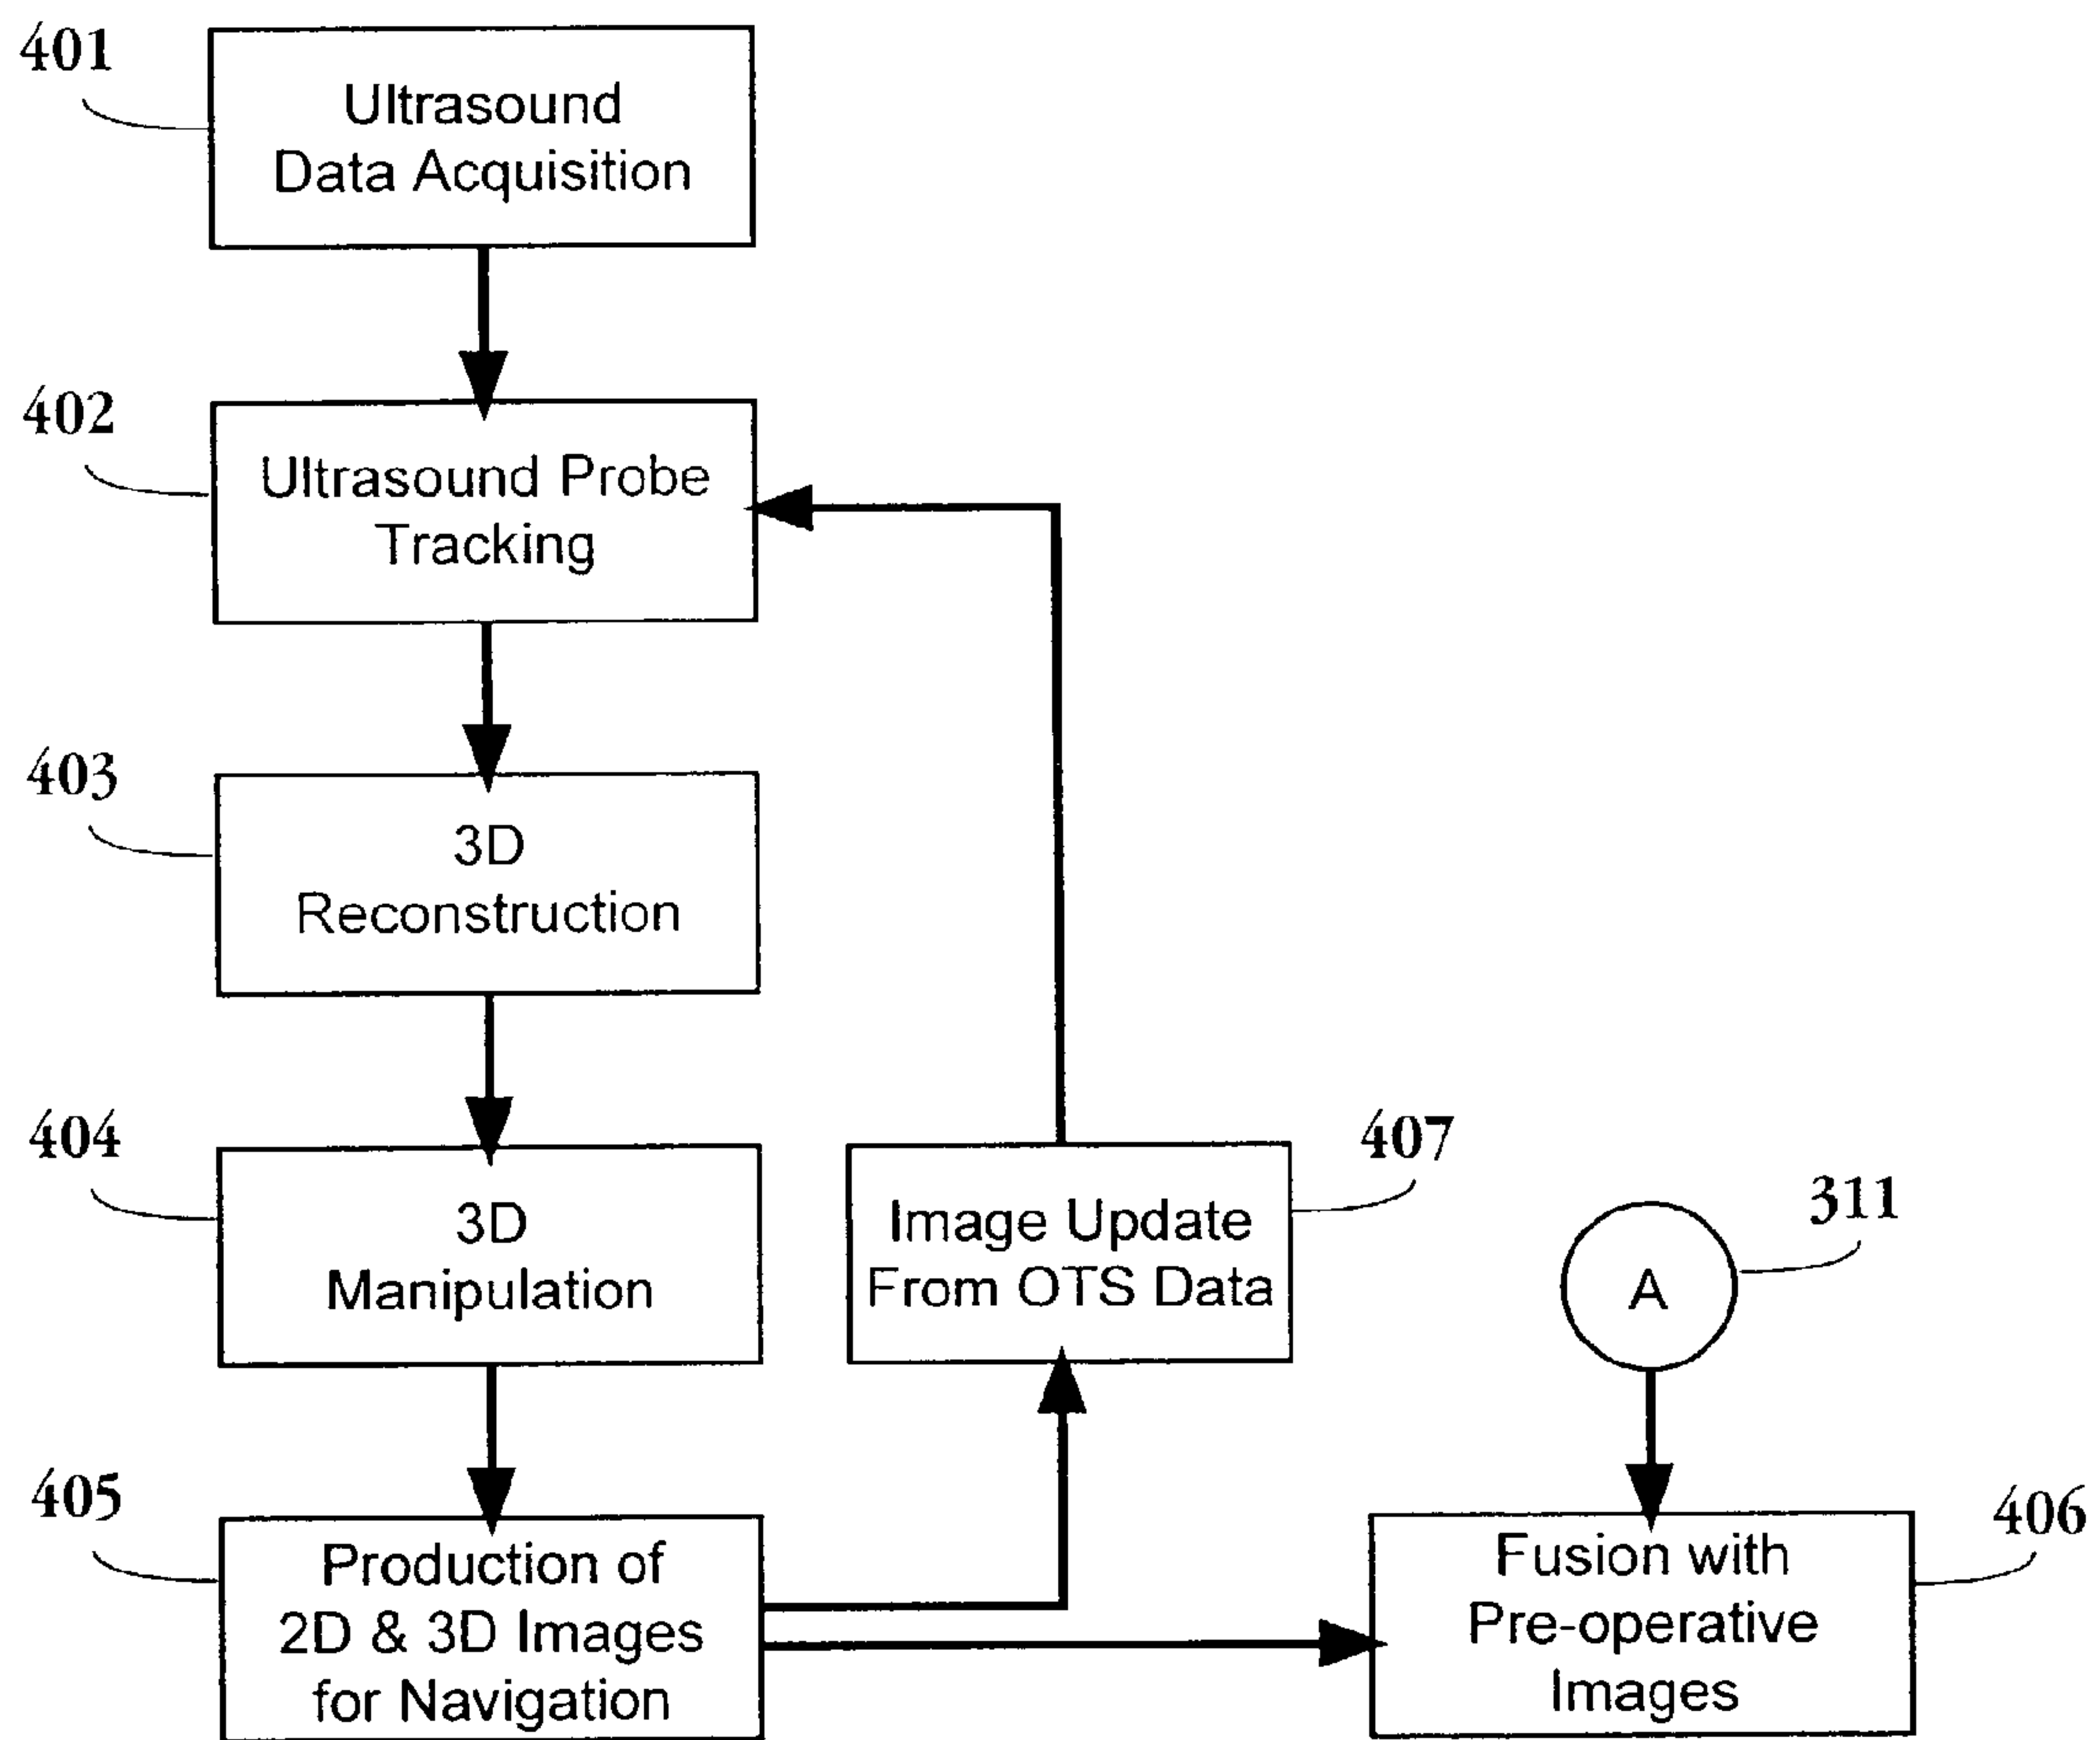 401
Ultrasound
Data Acquisition
402
Ultrasound Probe
Tracking
403
3D
Reconstruction
404
3D
Manipulation
407
Image Update
From OTS Data
311
A
405
Production of
2D & 3D Images
for Navigation
406
Fusion with
Pre-operative
Images